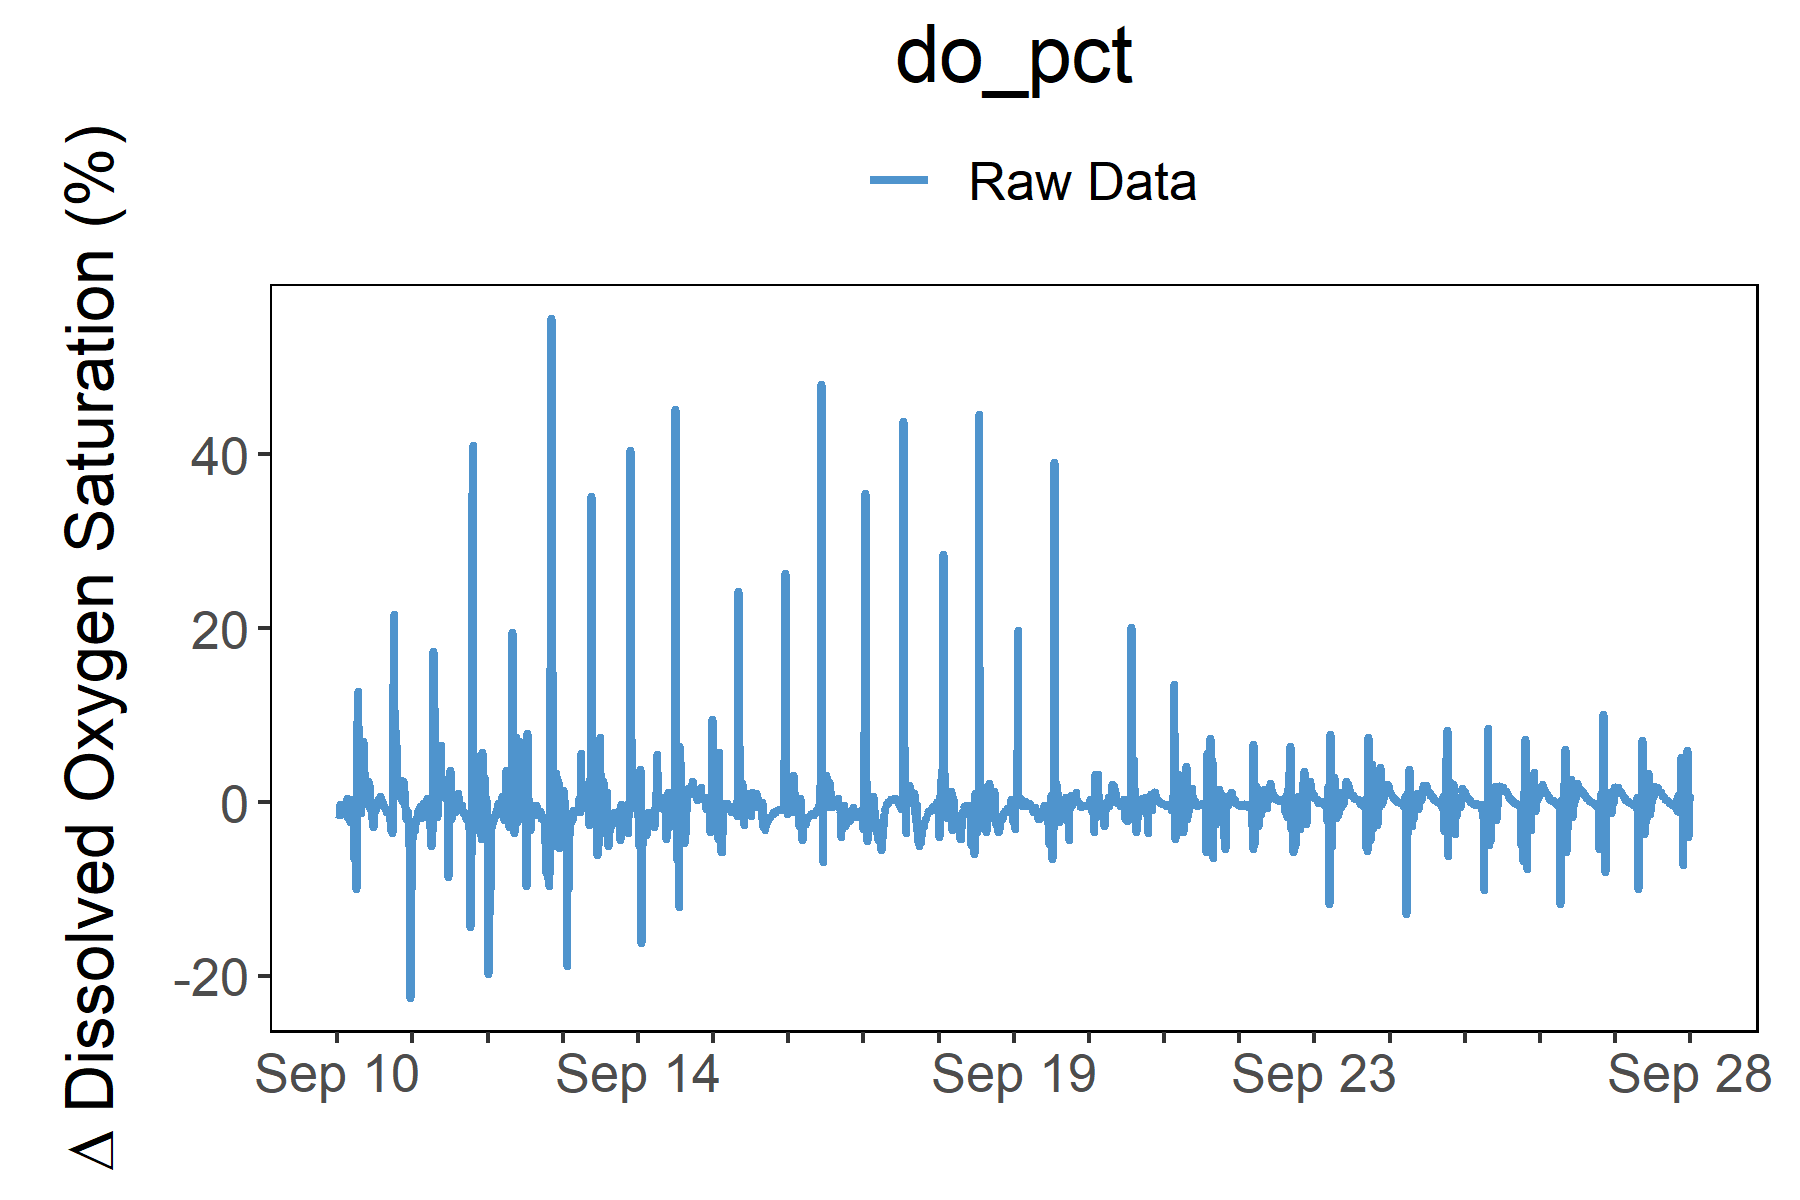 do_pct
Raw Data
Δ Dissolved Oxygen Saturation (%)
40
20
0
-20
Sep 10 Sep 14 Sep 19 Sep 23 Sep 28